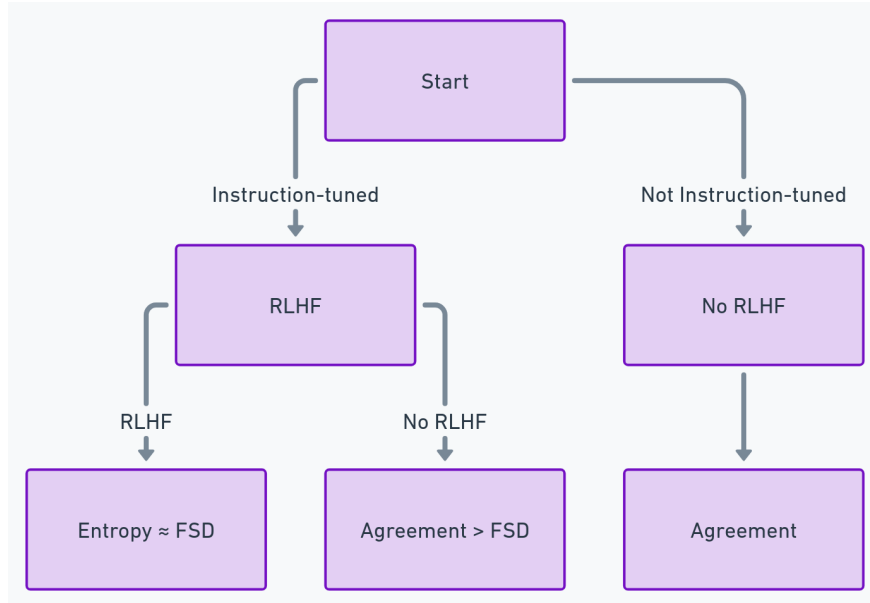 Start
Instruction-tuned
Not Instruction-tuned
RLHF
No RLHF
RLHF
No RLHF
Entropy ≈ FSD
Agreement > FSD
Agreement